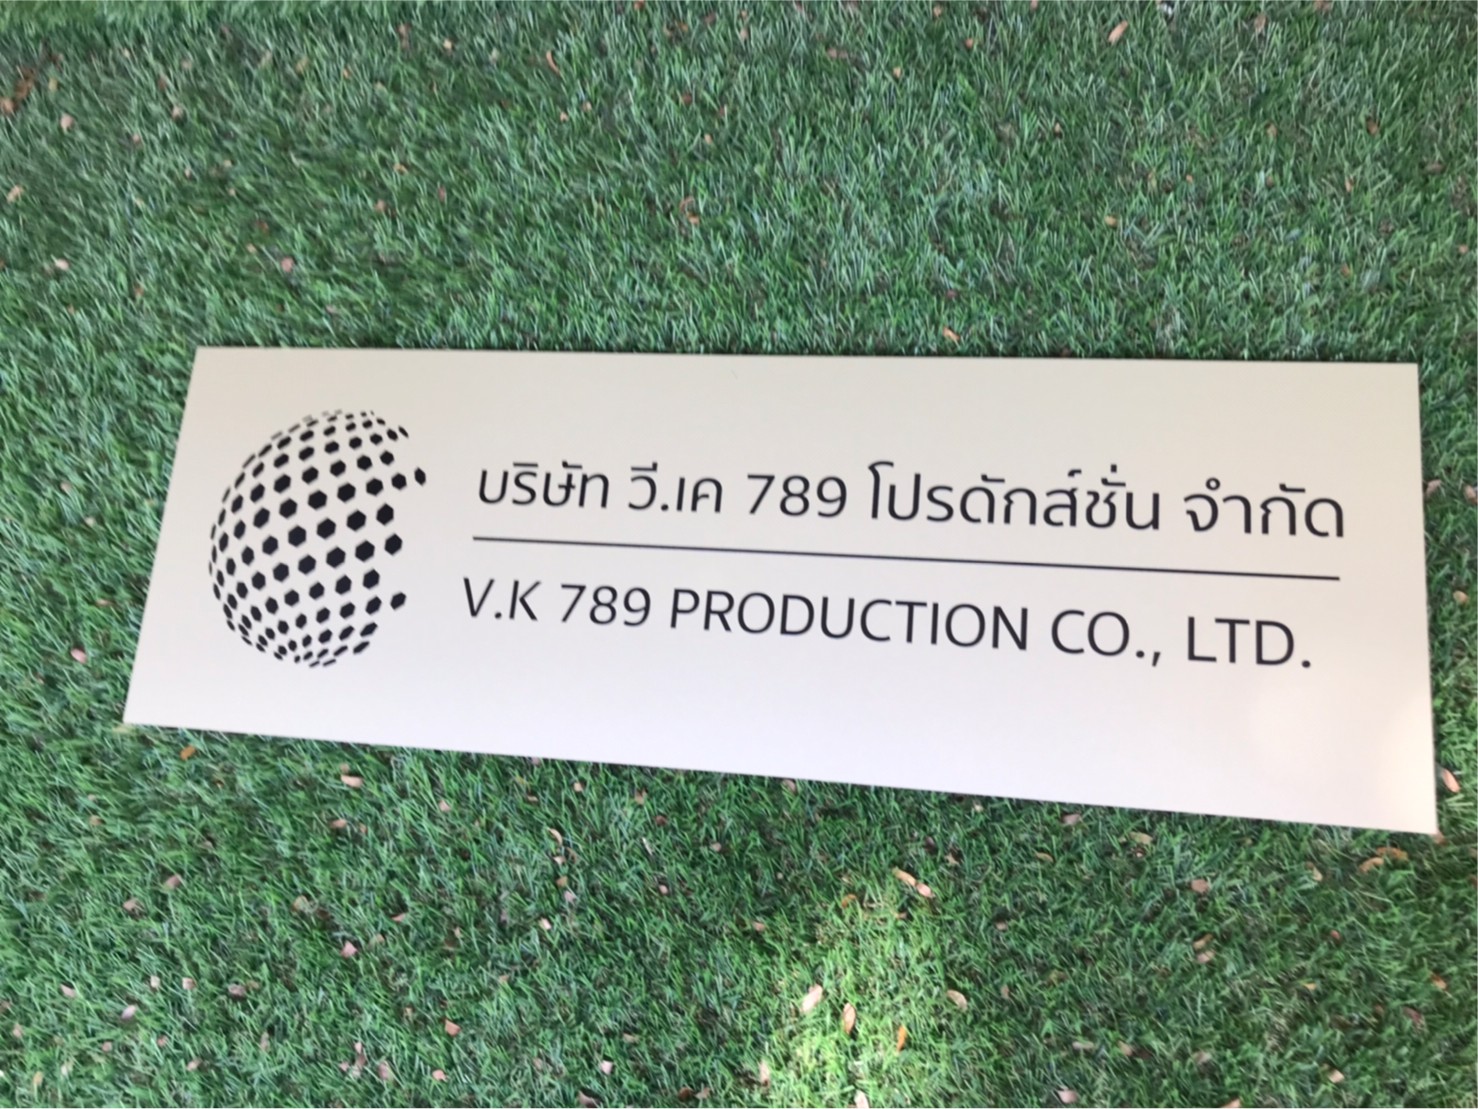 บริษัท วี.เค 789 โปรดักส์ชั่น จำกัด
V.K 789 PRODUCTION CO., LTD.